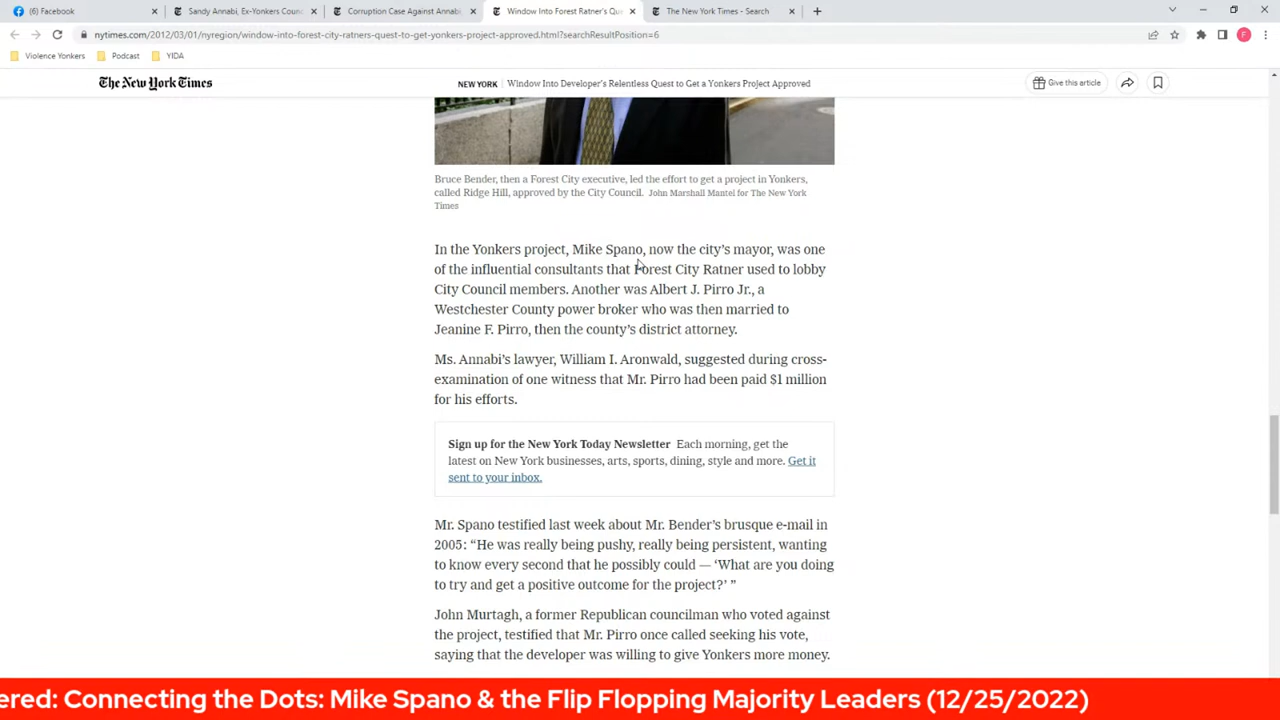 (6) Facebook
Sandy Annabi, Ex-Yonkers Counc
Corruption Case Against Annabi,
Window Into Forest Ratner's Que
The New York Times - Search
nytimes.com/2012/03/01/nyregion/window-into-forest-city-ratners-quest-to-get-yonkers-project-approved.html?searchResultPosition=6
F
Violence Yonkers
Podcast
YIDA
The New York Times
NEW YORK | Window Into Developer's Relentless Quest to Get a Yonkers Project Approved
Give this article
Bruce Bender, then a Forest City executive, led the effort to get a project in Yonkers,
called Ridge Hill, approved by the City Council. John Marshall Mantel for The New York
Times
In the Yonkers project, Mike Spano, now the city's mayor, was one
of the influential consultants that Forest City Ratner used to lobby
City Council members. Another was Albert J. Pirro Jr., a
Westchester County power broker who was then married to
Jeanine F. Pirro, then the county's district attorney.
Ms. Annabi's lawyer, William I. Aronwald, suggested during cross-
examination of one witness that Mr. Pirro had been paid $1 million
for his efforts.
Sign up for the New York Today Newsletter Each morning, get the
latest on New York businesses, arts, sports, dining, style and more. Get it
sent to your inbox.
Mr. Spano testified last week about Mr. Bender's brusque e-mail in
2005: “He was really being pushy, really being persistent, wanting
to know every second that he possibly could — ‘What are you doing
to try and get a positive outcome for the project?’ ”
John Murtagh, a former Republican councilman who voted against
the project, testified that Mr. Pirro once called seeking his vote,
saying that the developer was willing to give Yonkers more money.
ered: Connecting the Dots: Mike Spano & the Flip Flopping Majority Leaders (12/25/2022)